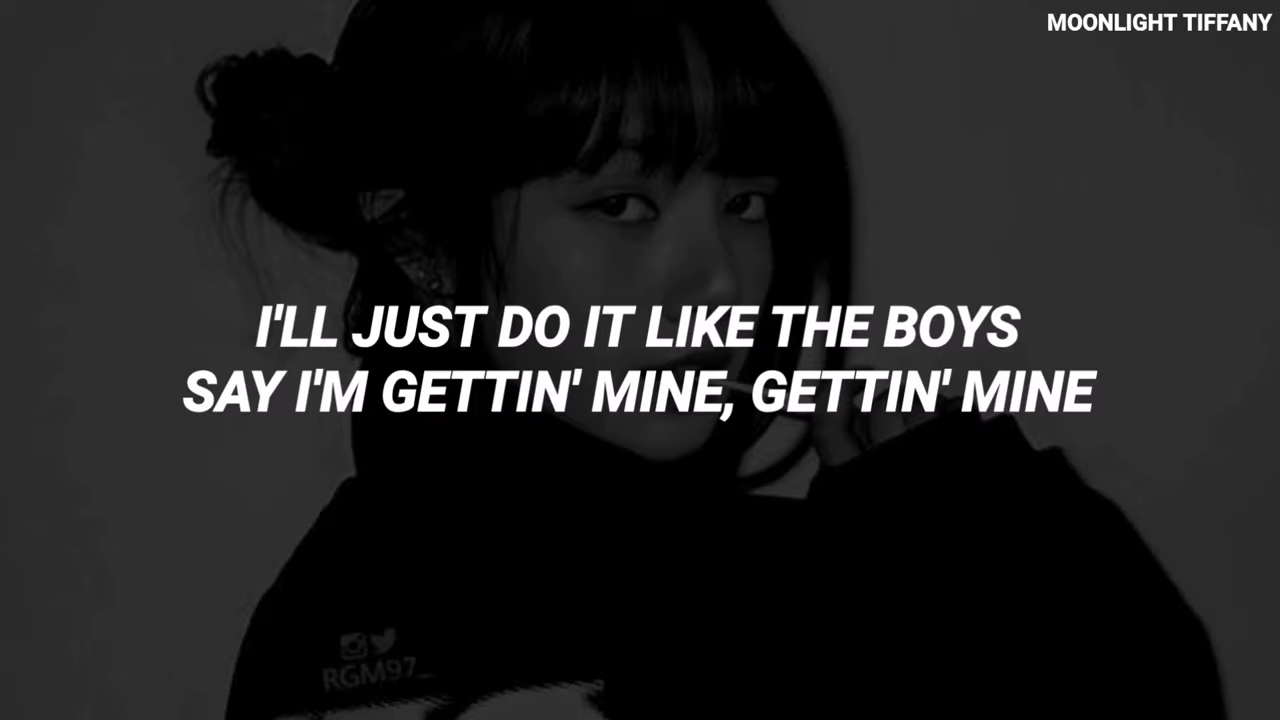 MOONLIGHT TIFFANY
I'LL JUST DO IT LIKE THE BOYS
SAY I'M GETTIN' MINE, GETTIN' MINE
RGM97_